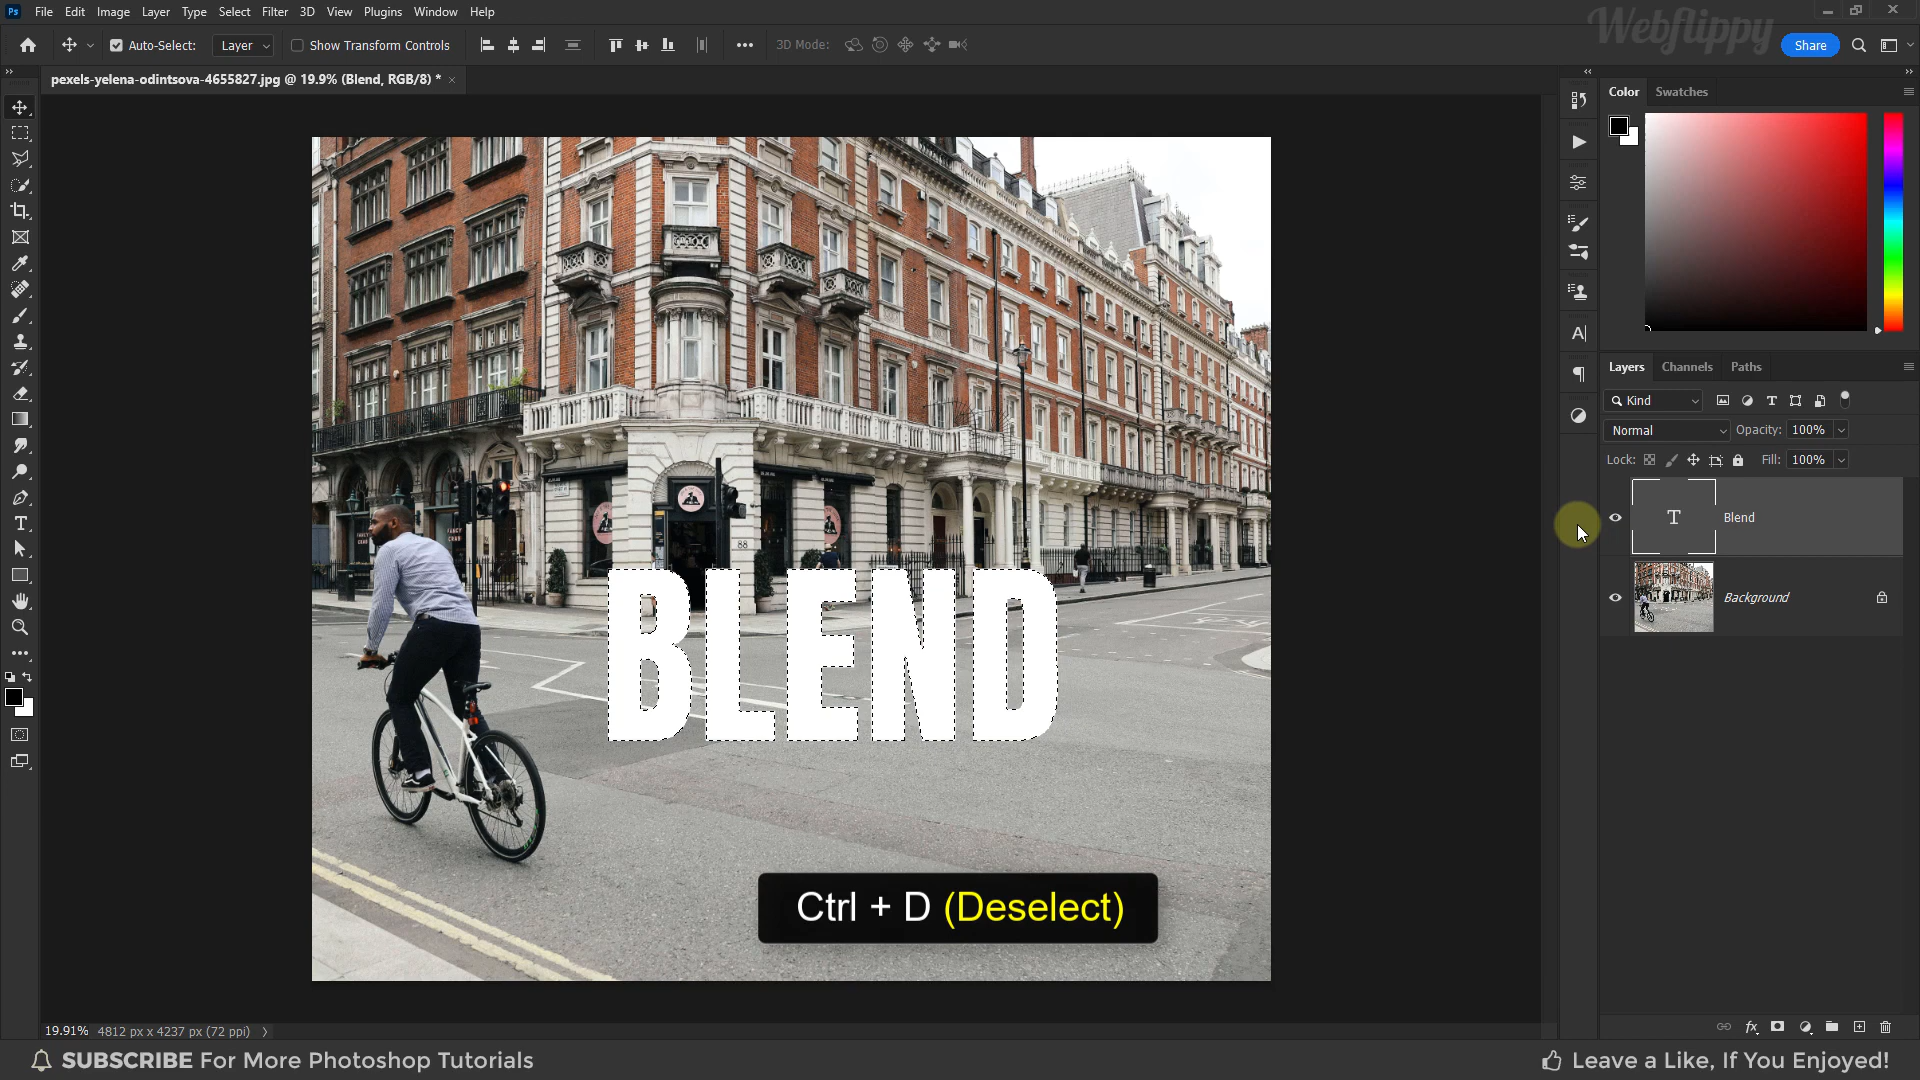 Ps File Edit Image Layer Type Select Filter 3D View Plugins Window Help
Webflippy
Auto-Select: Layer Show Transform Controls 3D Mode: Share
pexels-yelena-odintsova-4655827.jpg @ 19.9% (Blend, RGB/8) * ×
Color Swatches
Layers Channels Paths
Kind
Normal Opacity: 100%
Lock: Fill: 100%
T Blend
Background
88
BLEND
Ctrl + D (Deselect)
19.91% 4812 px x 4237 px (72 ppi)
SUBSCRIBE For More Photoshop Tutorials
Leave a Like, If You Enjoyed!